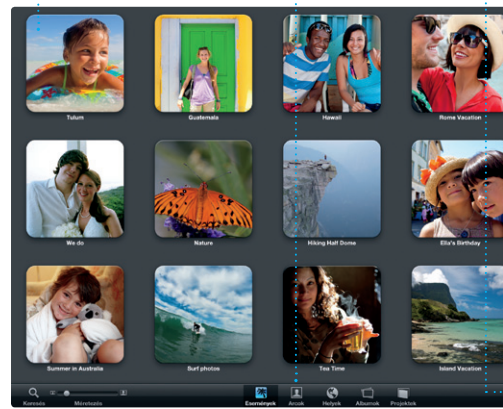 Tulum
Guatemala
Hawaii
Rome Vacation
We do
Nature
Hiking Half Dome
Ella's Birthday
Summer in Australia
Surf photos
Tea Time
Island Vacation
Keresés
Méretezés
Események
Arcok
Helyek
Albumok
Projektek